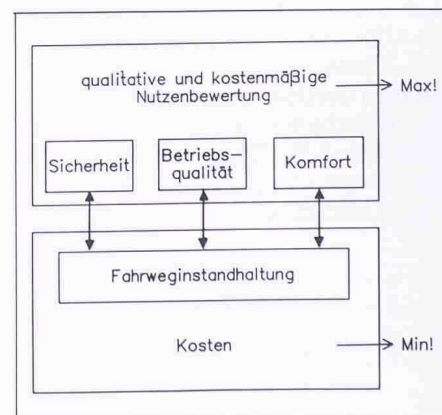 qualitative und kostenmäßige
Nutzenbewertung
Max!
Sicherheit
Betriebs-
qualität
Komfort
Fahrweginstandhaltung
Kosten
Min!